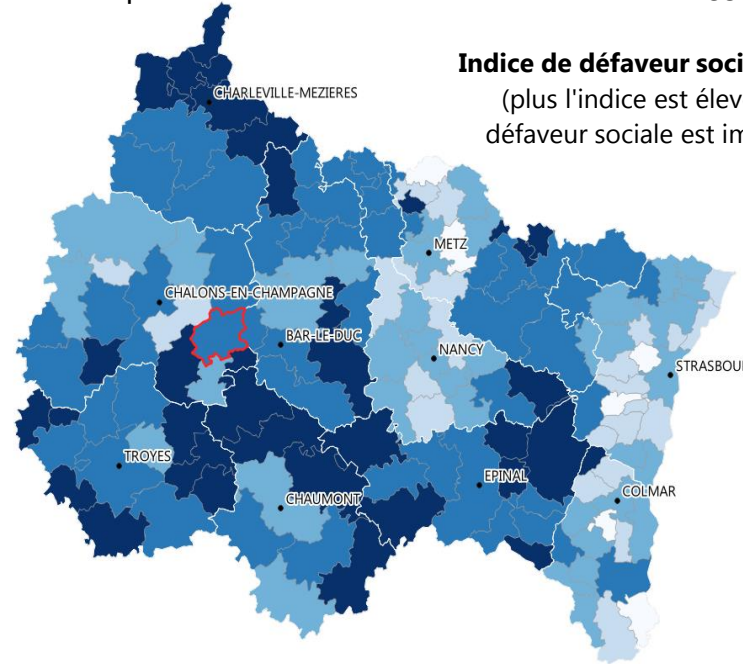 Indice de défaveur soci
(plus l'indice est élev
défaveur sociale est im
CHARLEVILLE-MEZIERES
METZ
CHALONS-EN-CHAMPAGNE
BAR-LE-DUC
NANCY
STRASBOU
TROYES
EPINAL
COLMAR
CHAUMONT